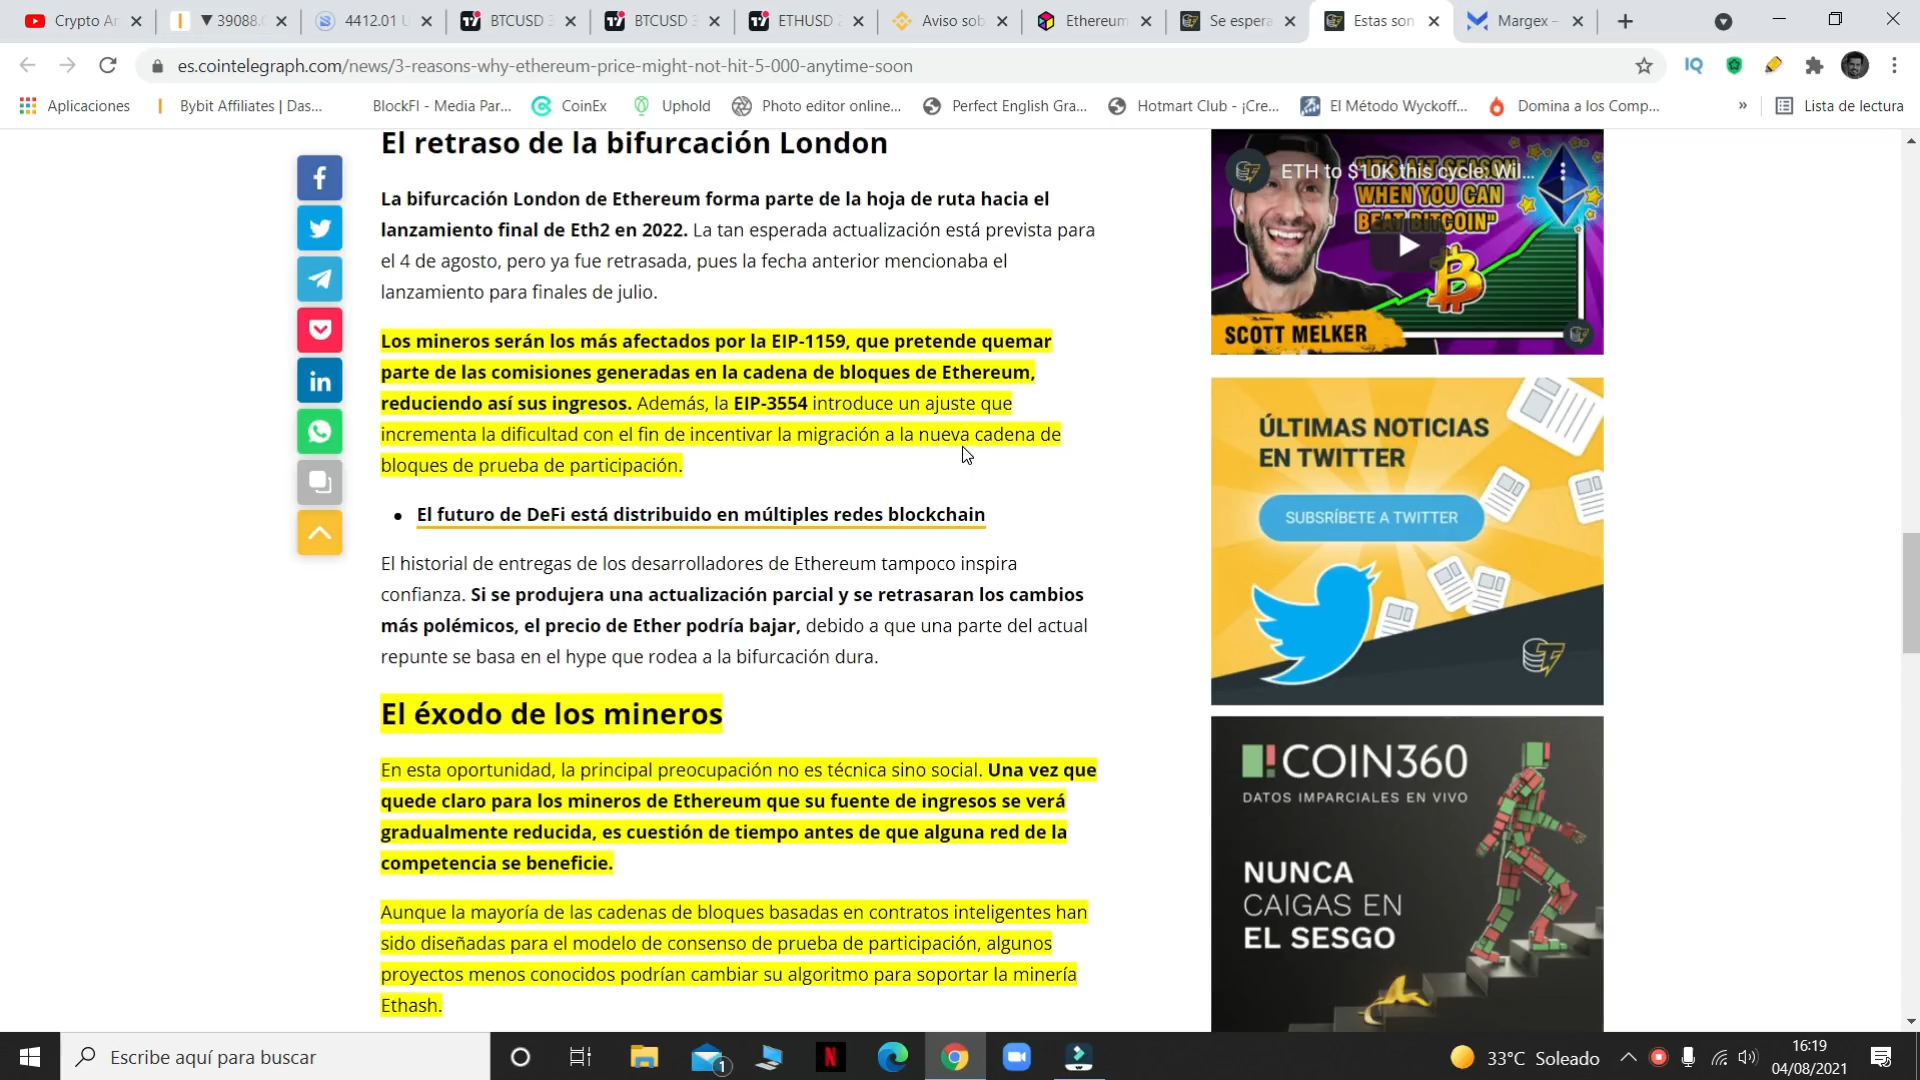 Crypto An
▼ 39088.
4412.01 U
BTCUSD 3
BTCUSD 3
ETHUSD 2
Aviso sob
Ethereum
Se espera
Estas son
Margex –
es.cointelegraph.com/news/3-reasons-why-ethereum-price-might-not-hit-5-000-anytime-soon
IQ
Aplicaciones
Bybit Affiliates | Das...
BlockFI - Media Par...
CoinEx
Uphold
Photo editor online...
Perfect English Gra...
Hotmart Club - ¡Cre...
El Método Wyckoff...
Domina a los Comp...
»
Lista de lectura
El retraso de la bifurcación London
La bifurcación London de Ethereum forma parte de la hoja de ruta hacia el
lanzamiento final de Eth2 en 2022. La tan esperada actualización está prevista para
el 4 de agosto, pero ya fue retrasada, pues la fecha anterior mencionaba el
lanzamiento para finales de julio.
Los mineros serán los más afectados por la EIP-1159, que pretende quemar
parte de las comisiones generadas en la cadena de bloques de Ethereum,
reduciendo así sus ingresos. Además, la EIP-3554 introduce un ajuste que
incrementa la dificultad con el fin de incentivar la migración a la nueva cadena de
bloques de prueba de participación.
• El futuro de DeFi está distribuido en múltiples redes blockchain
El historial de entregas de los desarrolladores de Ethereum tampoco inspira
confianza. Si se produjera una actualización parcial y se retrasaran los cambios
más polémicos, el precio de Ether podría bajar, debido a que una parte del actual
repunte se basa en el hype que rodea a la bifurcación dura.
El éxodo de los mineros
En esta oportunidad, la principal preocupación no es técnica sino social. Una vez que
quede claro para los mineros de Ethereum que su fuente de ingresos se verá
gradualmente reducida, es cuestión de tiempo antes de que alguna red de la
competencia se beneficie.
Aunque la mayoría de las cadenas de bloques basadas en contratos inteligentes han
sido diseñadas para el modelo de consenso de prueba de participación, algunos
proyectos menos conocidos podrían cambiar su algoritmo para soportar la minería
Ethash.
ETH to $10K this cycle, Wil...
"IT'S ALT SEASON
WHEN YOU CAN
BEAT BITCOIN"
SCOTT MELKER
ÚLTIMAS NOTICIAS
EN TWITTER
SUBSRÍBETE A TWITTER
COIN360
DATOS IMPARCIALES EN VIVO
NUNCA
CAIGAS EN
EL SESGO
Escribe aquí para buscar
1
33°C Soleado
16:19
04/08/2021